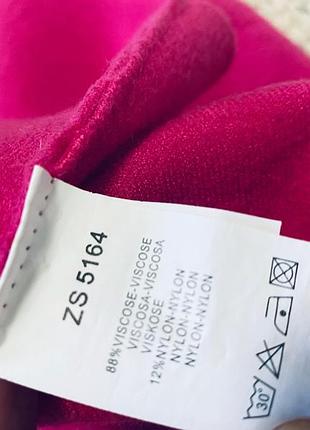 ZS 5164
88%VISCOSE-VISCOSE
VISCOSA-VISCOSA
VISKOSE
12%NYLON-NYLON
NYLON-NYLON
NYLON-NYLON
30°